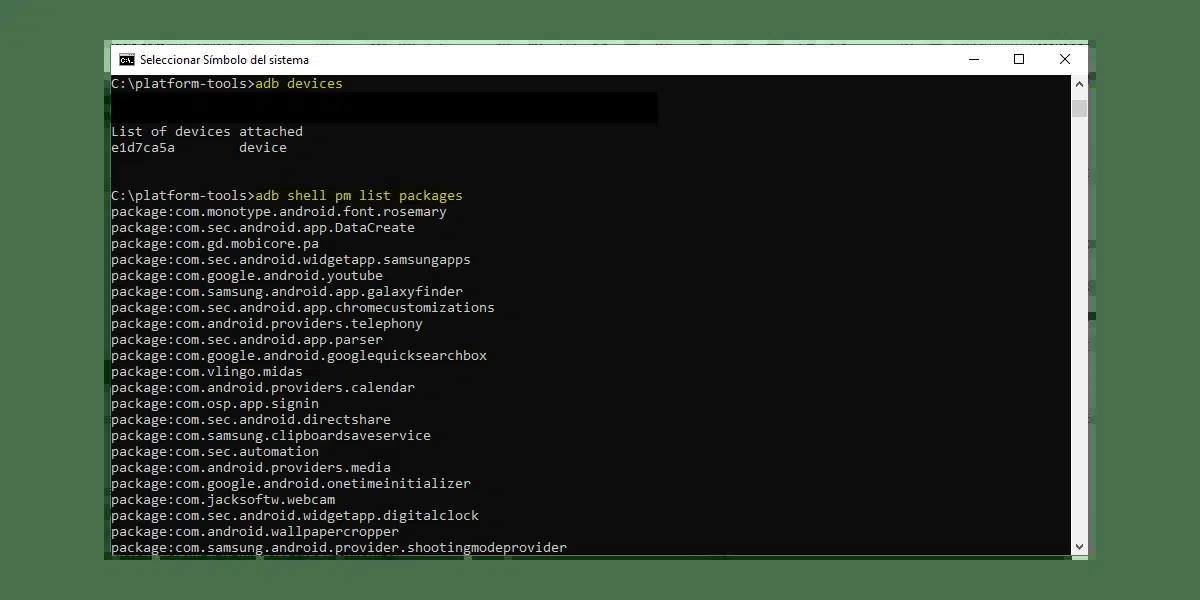 Seleccionar Símbolo del sistema
C:\platform-tools>adb devices
List of devices attached
e1d7ca5a        device
C:\platform-tools>adb shell pm list packages
package:com.monotype.android.font.rosemary
package:com.sec.android.app.DataCreate
package:com.gd.mobicore.pa
package:com.sec.android.widgetapp.samsungapps
package:com.google.android.youtube
package:com.samsung.android.app.galaxyfinder
package:com.sec.android.app.chromecustomizations
package:com.android.providers.telephony
package:com.sec.android.app.parser
package:com.google.android.googlequicksearchbox
package:com.vlingo.midas
package:com.android.providers.calendar
package:com.osp.app.signin
package:com.sec.android.directshare
package:com.samsung.clipboardsaveservice
package:com.sec.automation
package:com.android.providers.media
package:com.google.android.onetimeinitializer
package:com.jacksoftw.webcam
package:com.sec.android.widgetapp.digitalclock
package:com.android.wallpapercropper
package:com.samsung.android.provider.shootingmodeprovider